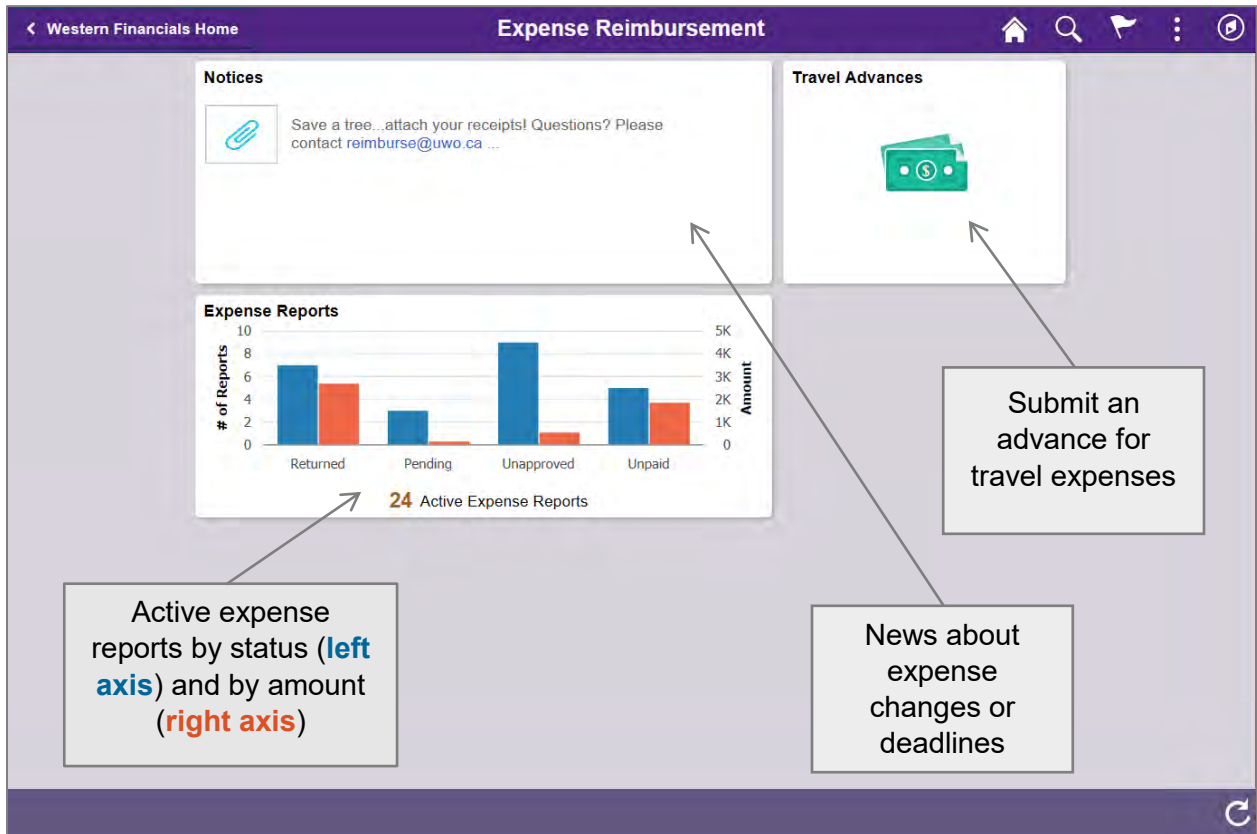 Western Financials Home
Expense Reimbursement
Notices
Save a tree...attach your receipts! Questions? Please
contact reimburse@uwo.ca ...
Travel Advances
$
Expense Reports
# of Reports
10
8
6
4
2
0
5K
4K
3K
2K
1K
0
Amount
Returned Pending Unapproved Unpaid
24 Active Expense Reports
Submit an
advance for
travel expenses
Active expense
reports by status (left
axis) and by amount
(right axis)
News about
expense
changes or
deadlines